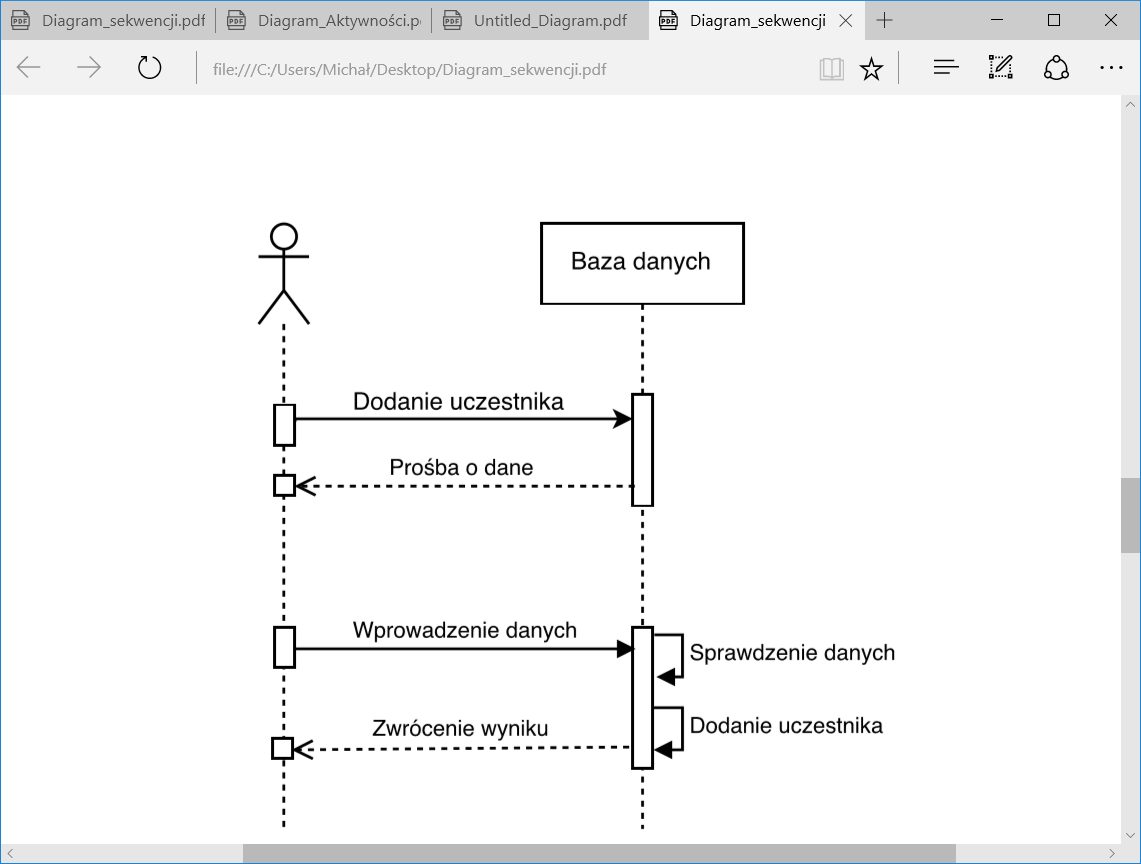 Diagram_sekwencji.pdf
Diagram_Aktywności.p
Untitled_Diagram.pdf
Diagram_sekwencji
file:///C:/Users/Michał/Desktop/Diagram_sekwencji.pdf
Baza danych
Dodanie uczestnika
Prośba o dane
Wprowadzenie danych
Sprawdzenie danych
Dodanie uczestnika
Zwrócenie wyniku